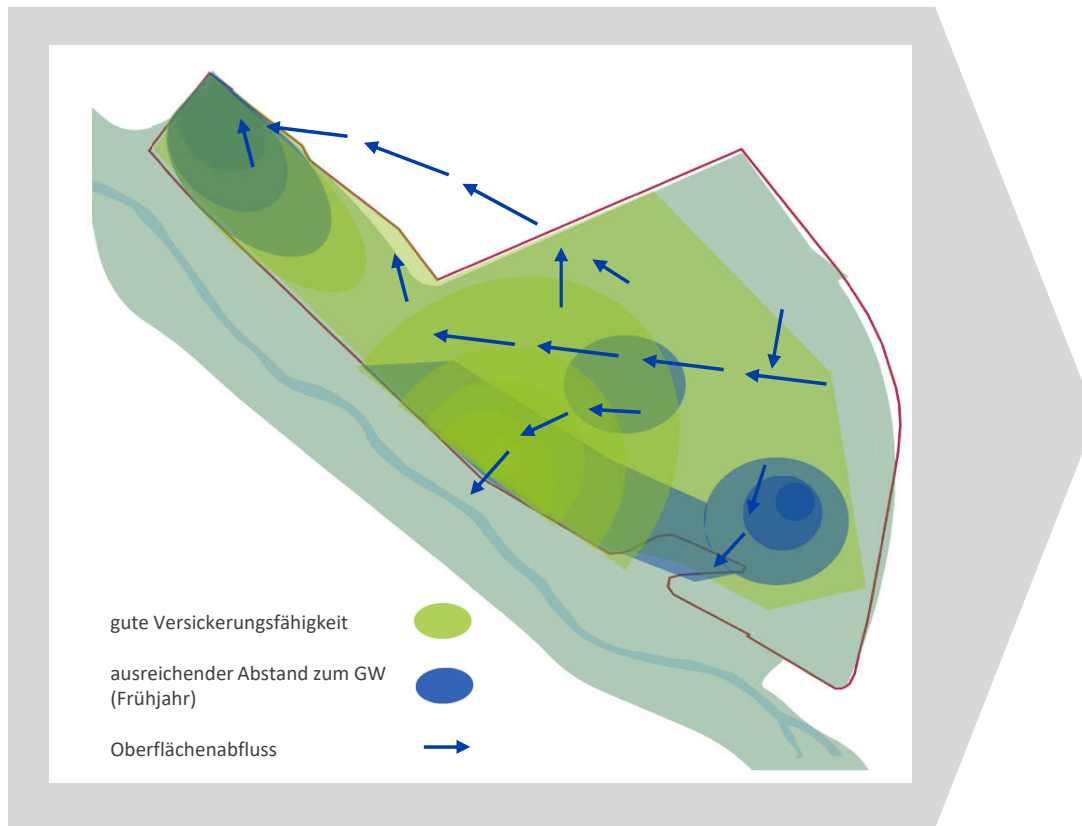 gute Versickerungsfähigkeit
ausreichender Abstand zum GW
(Frühjahr)
Oberflächenabfluss